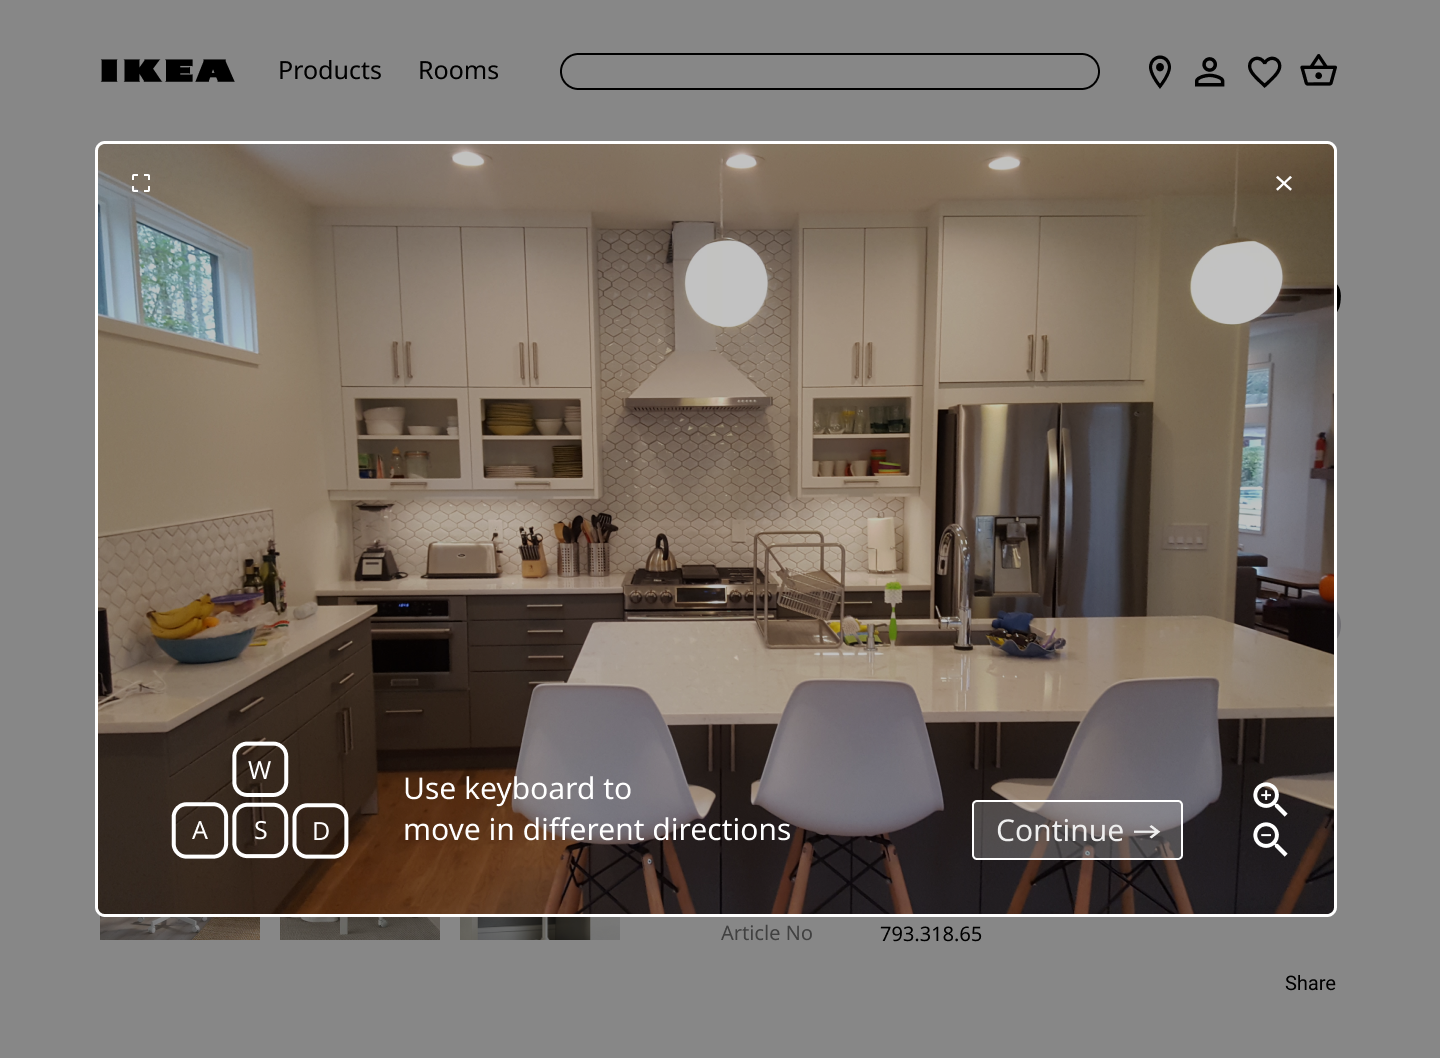 IKEA
Products
Rooms
W
A
S
D
Use keyboard to
move in different directions
Continue →
Article No
793.318.65
Share